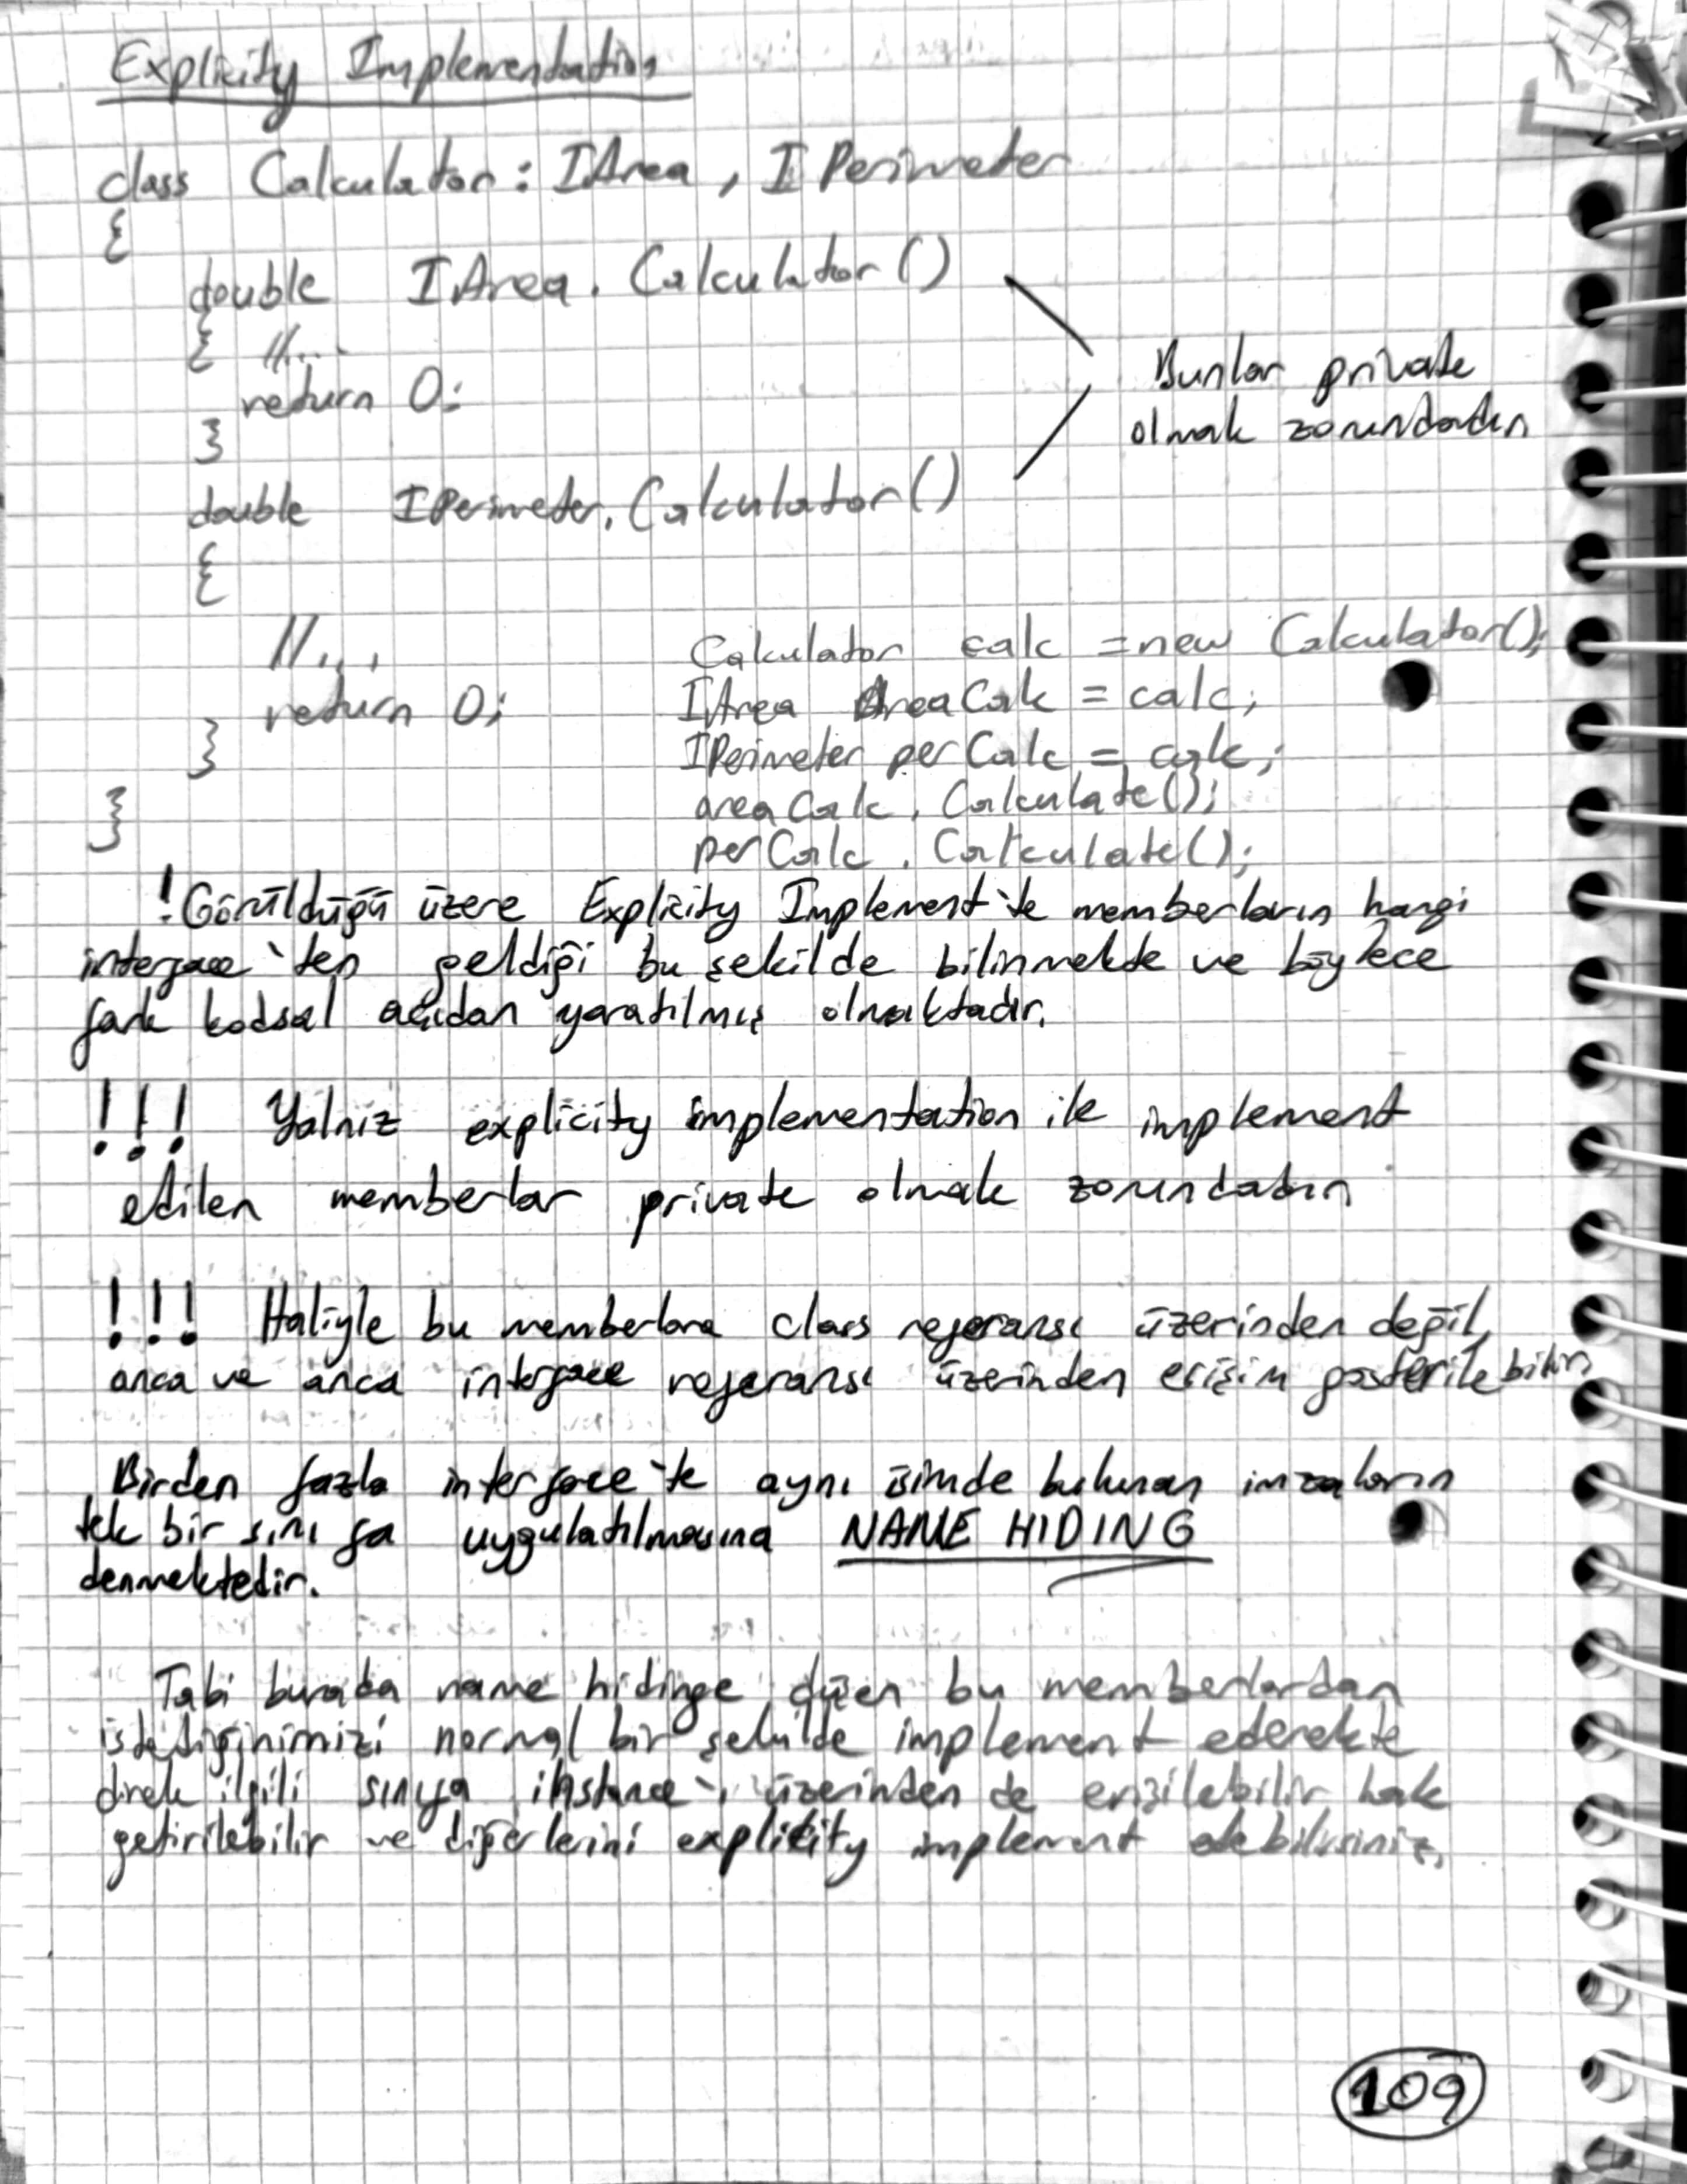 Explicity Implementation
class Calculator : IArea , IPerimeter
{
double IArea . Calculator ()
{ //...
return 0;
}
Bunlar private
olmak zorundadır
double IPerimeter. Calculator ()
{
//...
return 0;
}
}
Calculator calc = new Calculator();
IArea AreaCalc = calc;
IPerimeter perCalc = calc;
areaCalc . Calculate();
perCalc . Calculate();
! Görüldüğü üzere Explicity Implement`te memberların hangi
interface`ten geldiği bu şekilde bilinmekte ve böylece
fark kodsal açıdan yaratılmış olmaktadır.
!!! Yalnız explicity implementation ile implement
edilen memberlar private olmak zorundadır
!!! Haliyle bu memberlara class referansı üzerinden değil,
anca ve anca interface referansı üzerinden erişim gösterilebilir.
Birden fazla interface`te aynı isimde bulunan imzaların
tek bir sınıfa uygulatılmasına NAME HIDING
denmektedir.
Tabi burada name hidinge düşen bu memberlardan
istediğinimizi normal bir şekilde implement ederekte
direk ilgili sınıfa instance`ı üzerinden de erişilebilir hale
getirilebilir ve diğerlerini explicity implement edebilirsiniz.
109